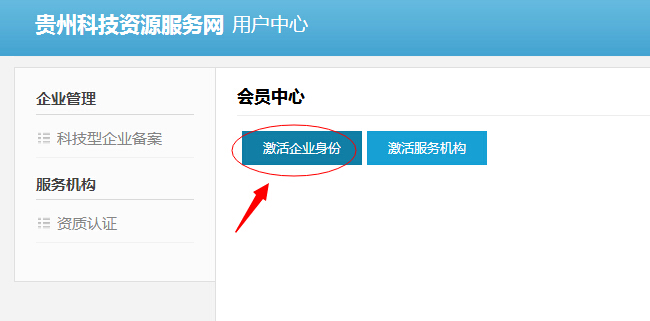 贵州科技资源服务网 用户中心
企业管理
科技型企业备案
服务机构
资质认证
会员中心
激活企业身份 激活服务机构